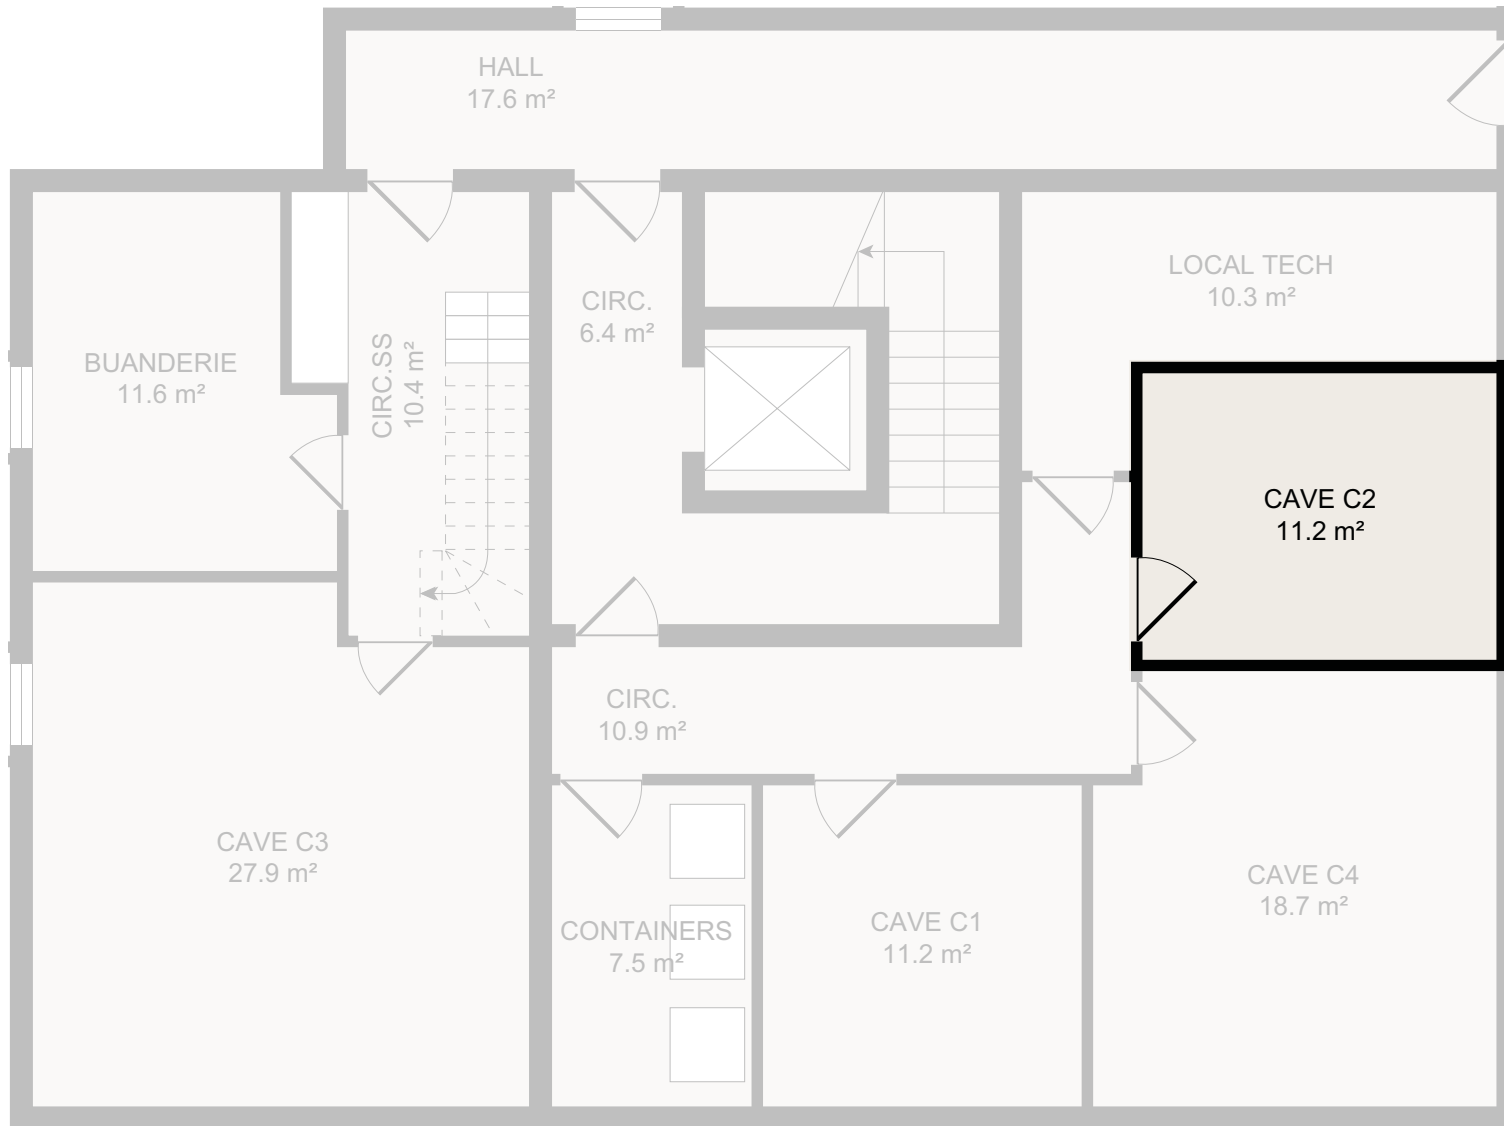 HALL
17.6 m²
LOCAL TECH
10.3 m²
CIRC.
6.4 m²
BUANDERIE
11.6 m²
CIRC.SS
10.4 m²
CAVE C2
11.2 m²
CIRC.
10.9 m²
CAVE C3
27.9 m²
CAVE C4
18.7 m²
CONTAINERS
7.5 m²
CAVE C1
11.2 m²